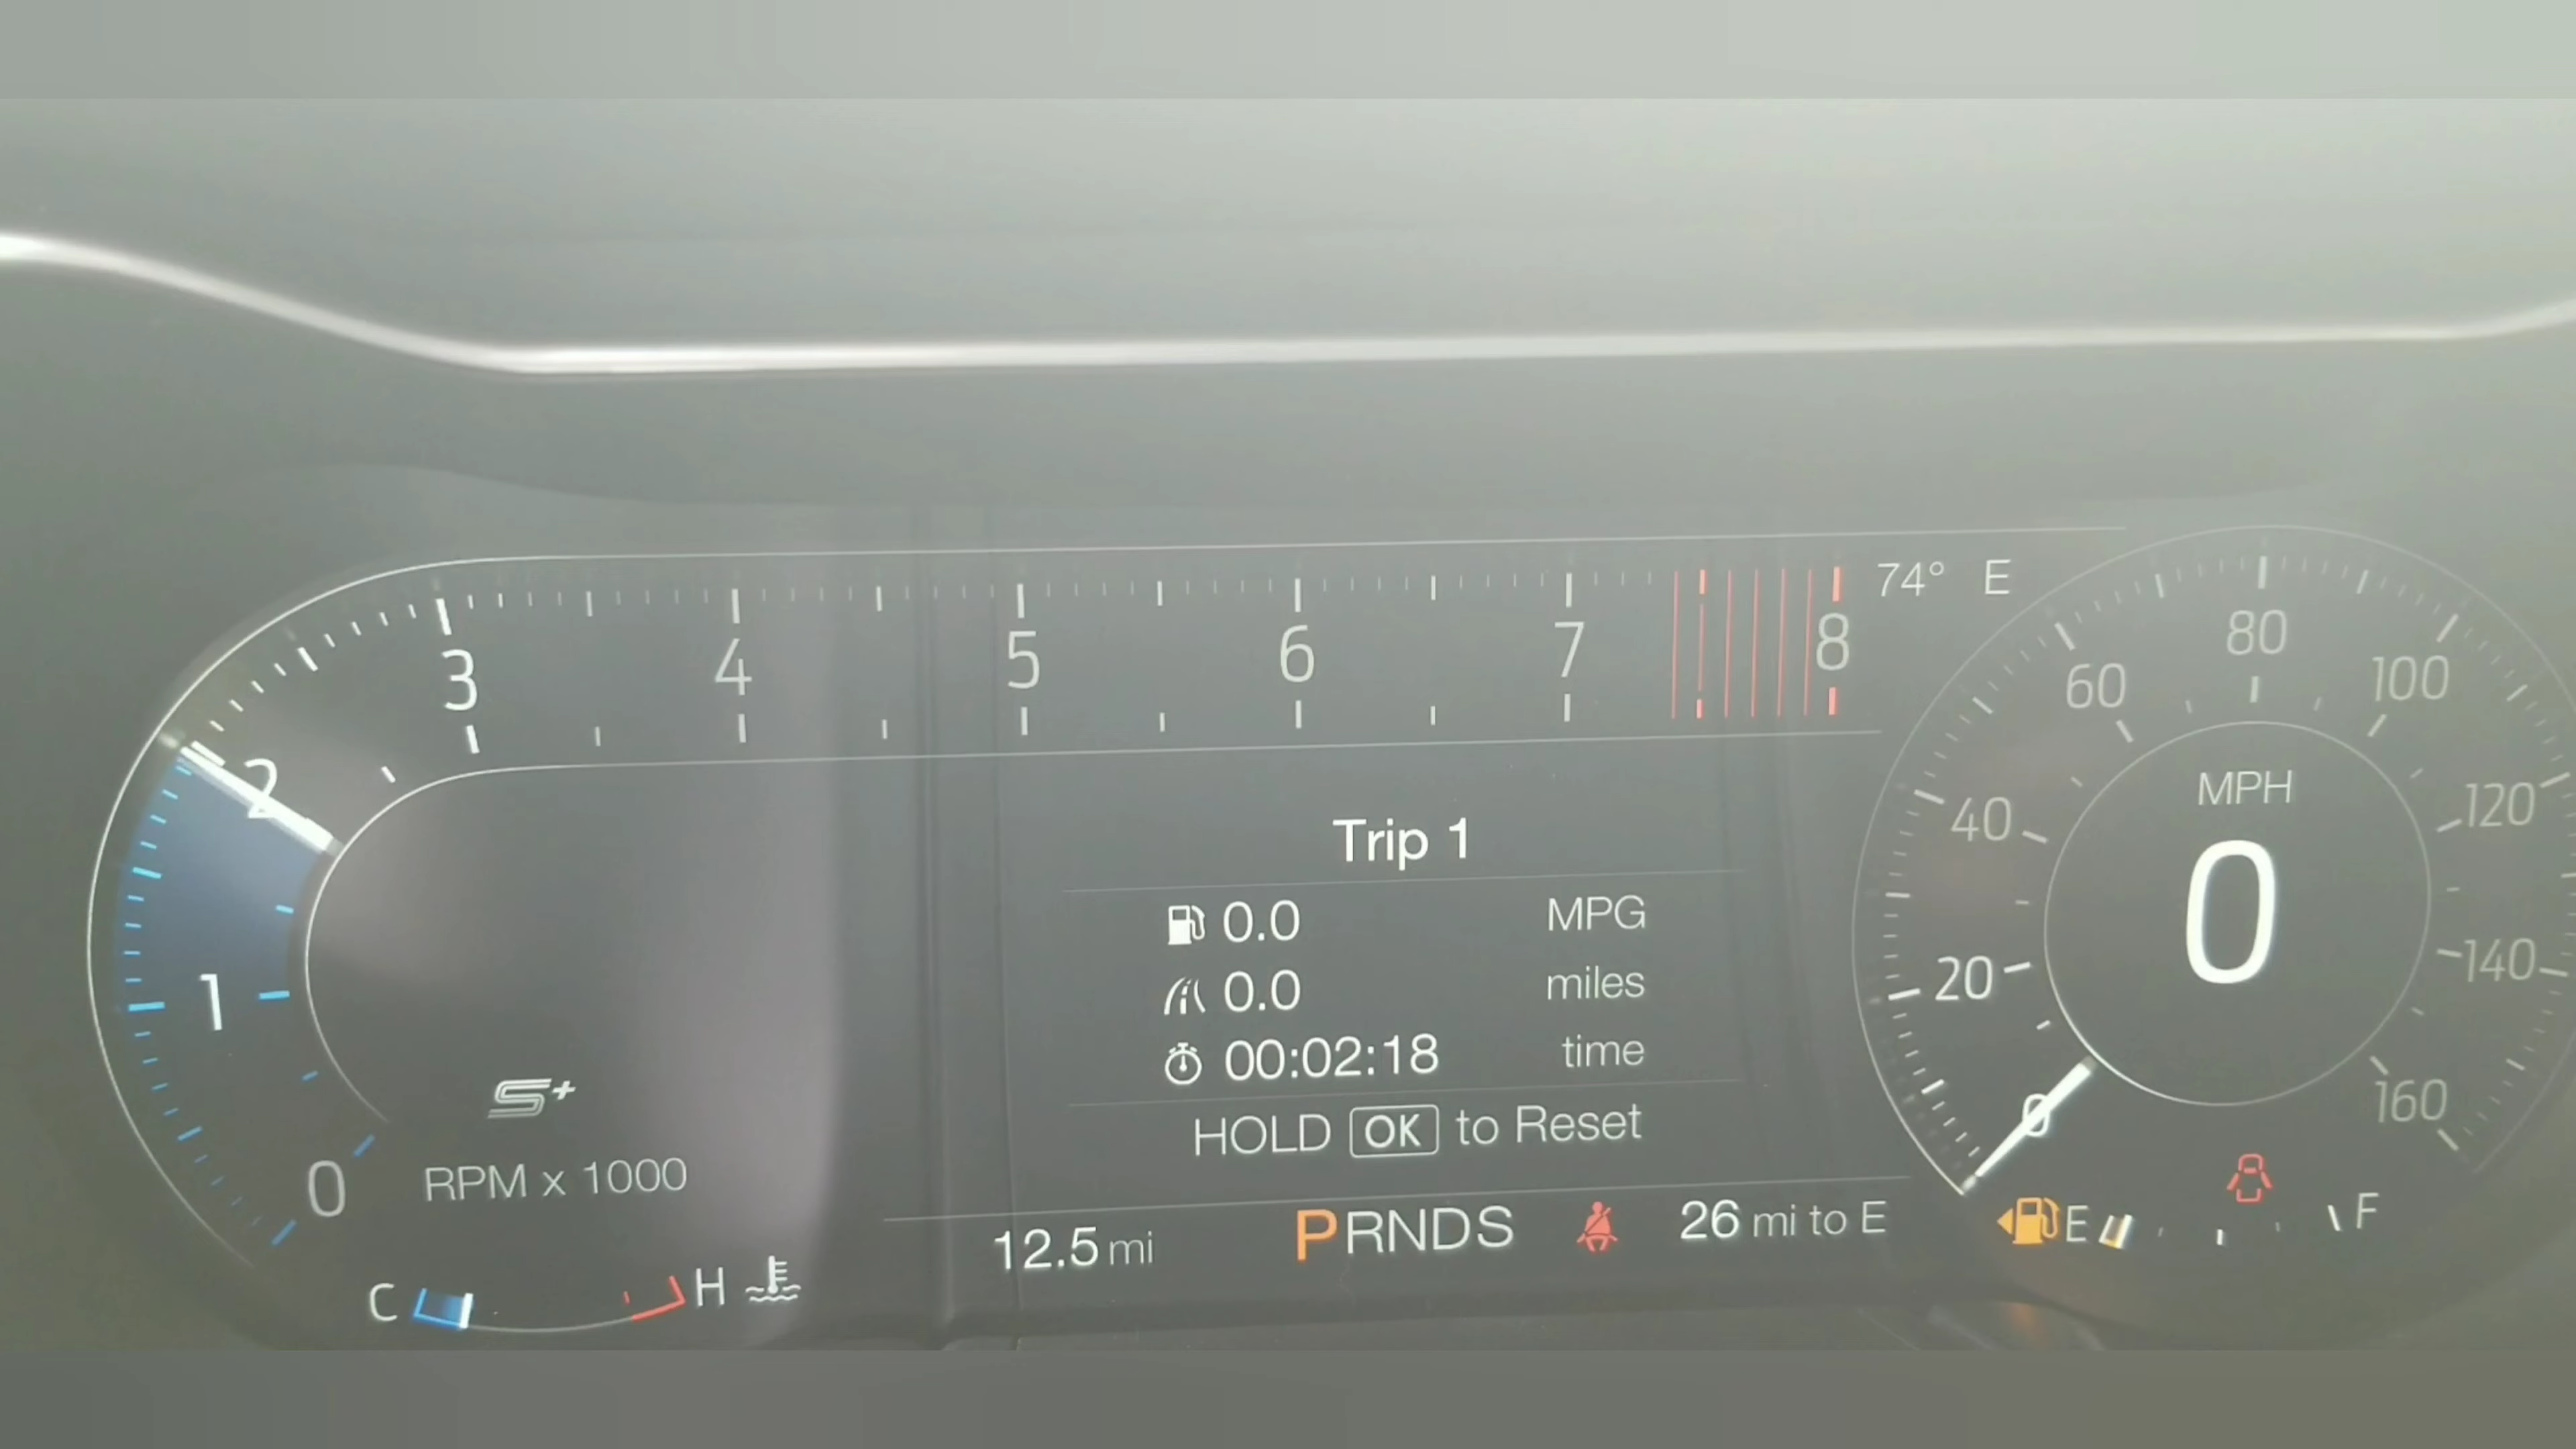 0
1
2
3
4
5
6
7
8
74° E
S+
RPM x 1000
C
H
Trip 1
0.0 MPG
0.0 miles
00:02:18 time
HOLD OK to Reset
12.5 mi
PRNDS
26 mi to E
0
20
40
60
80
100
120
140
160
MPH
0
E
F